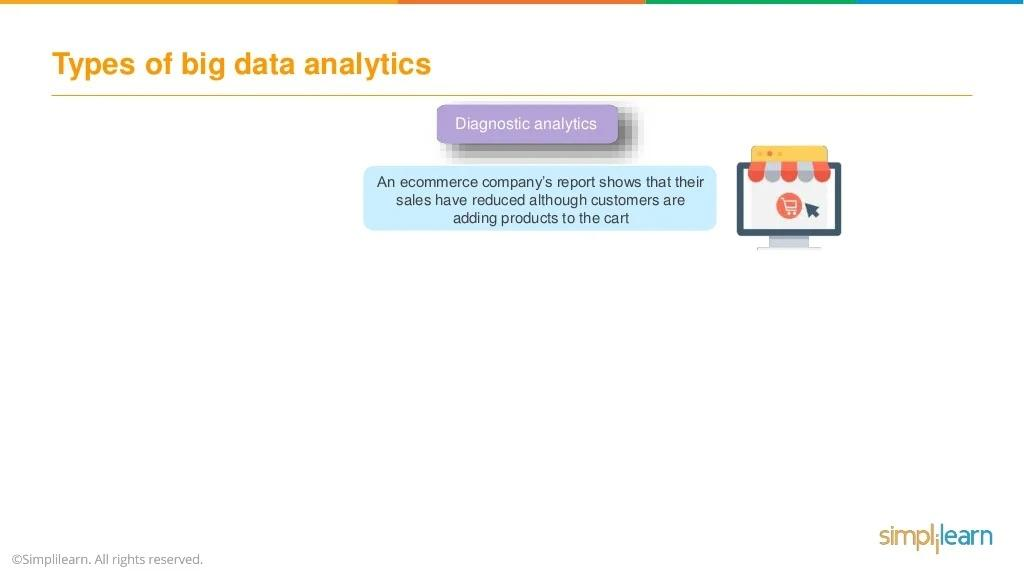 Types of big data analytics
Diagnostic analytics
An ecommerce company's report shows that their
sales have reduced although customers are
adding products to the cart
simplilearn
©Simplilearn. All rights reserved.